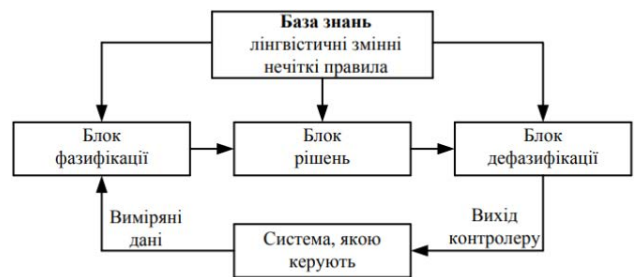 База знань
лінгвістичні змінні
нечіткі правила
Блок
фазифікації
Блок
рішень
Блок
дефазифікації
Виміряні
дані
Система, якою
керують
Вихід
контролеру